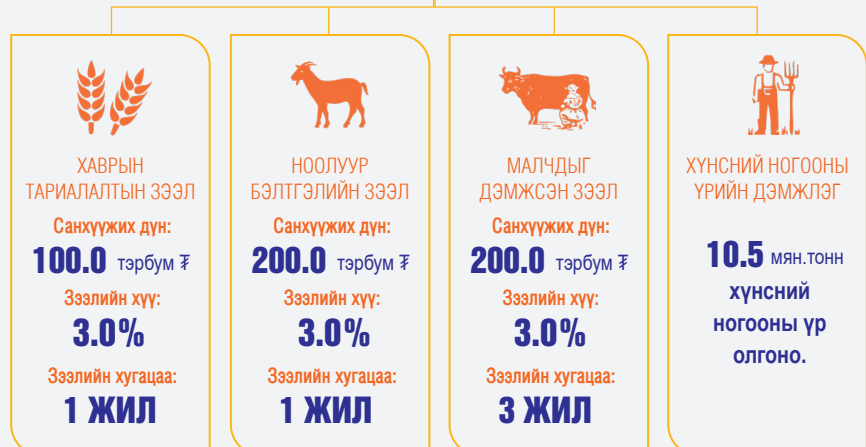 ХАВРЫН
ТАРИАЛАЛТЫН ЗЭЭЛ
Санхүүжих дүн:
100.0 тэрбум ₮
Зээлийн хүү:
3.0%
Зээлийн хугацаа:
1 ЖИЛ
НООЛУУР
БЭЛТГЭЛИЙН ЗЭЭЛ
Санхүүжих дүн:
200.0 тэрбум ₮
Зээлийн хүү:
3.0%
Зээлийн хугацаа:
1 ЖИЛ
МАЛЧДЫГ
ДЭМЖСЭН ЗЭЭЛ
Санхүүжих дүн:
200.0 тэрбум ₮
Зээлийн хүү:
3.0%
Зээлийн хугацаа:
3 ЖИЛ
ХҮНСНИЙ НОГООНЫ
ҮРИЙН ДЭМЖЛЭГ
10.5 мян.тонн
хүнсний
ногооны үр
олгоно.